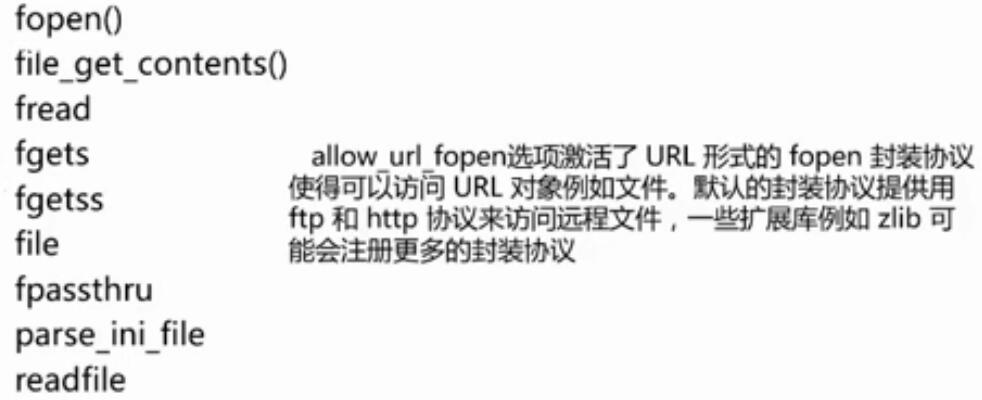 fopen()
file_get_contents()
fread
fgets
fgetss
file
fpassthru
parse_ini_file
readfile
allow_url_fopen选项激活了 URL 形式的 fopen 封装协议
使得可以访问 URL 对象例如文件。默认的封装协议提供用
ftp 和 http 协议来访问远程文件，一些扩展库例如 zlib 可
能会注册更多的封装协议